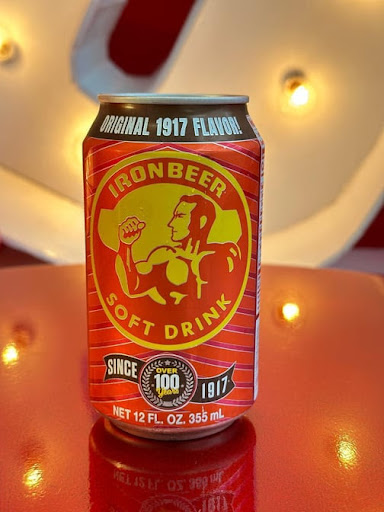 ORIGINAL 1917 FLAVOR!
IRONBEER
SOFT DRINK
SINCE
OVER
100
Years
1917
NET 12 FL. OZ. 355 mL